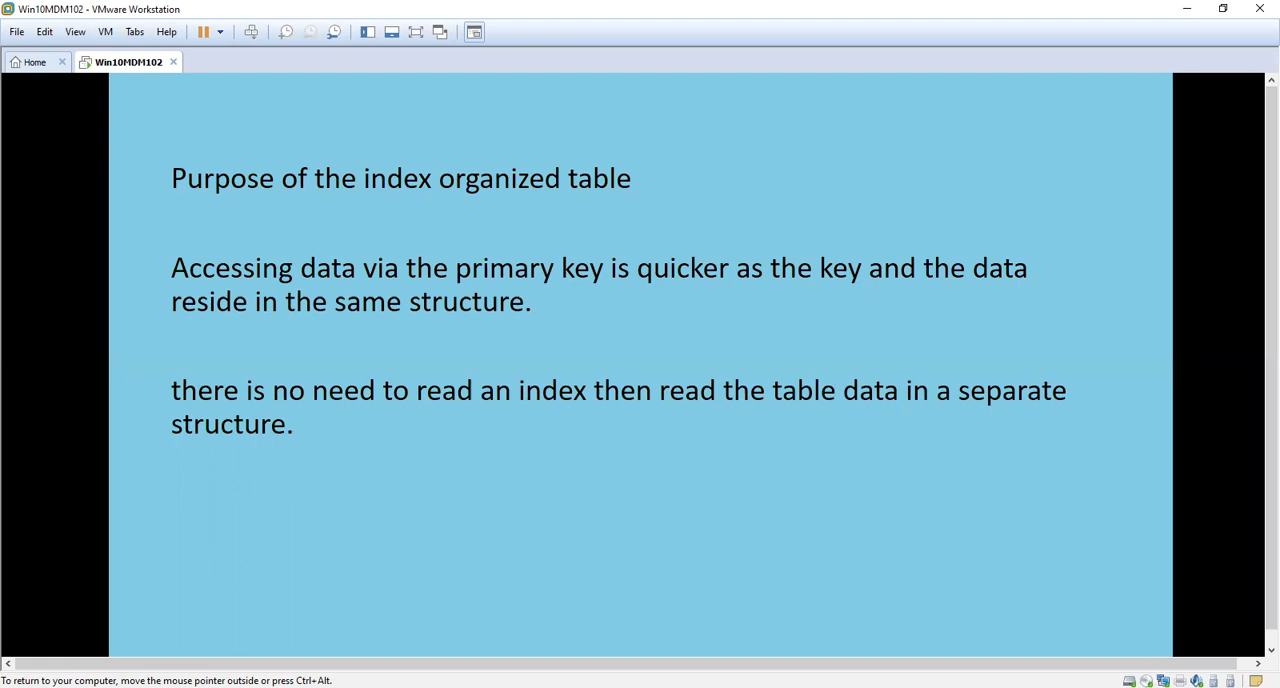 Win10MDM102 - VMware Workstation
File Edit View VM Tabs Help
Home Win10MDM102
Purpose of the index organized table
Accessing data via the primary key is quicker as the key and the data
reside in the same structure.
there is no need to read an index then read the table data in a separate
structure.
To return to your computer, move the mouse pointer outside or press Ctrl+Alt.